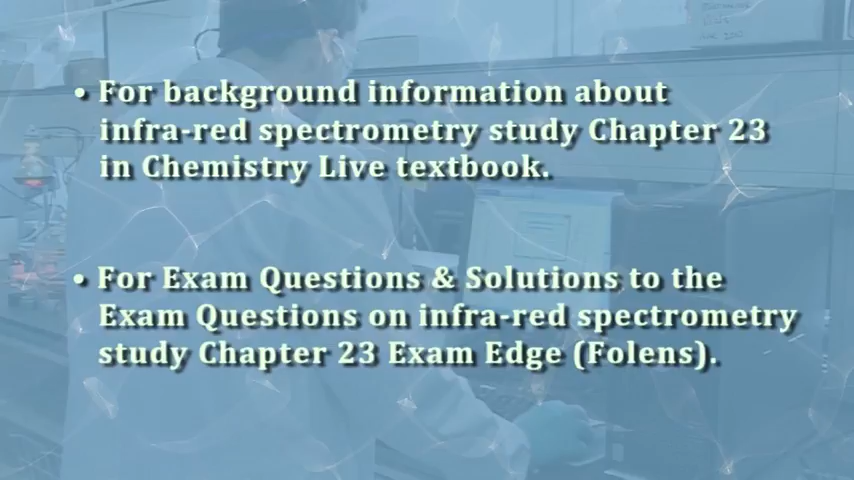 • For background information about
infra-red spectrometry study Chapter 23
in Chemistry Live textbook.
• For Exam Questions & Solutions to the
Exam Questions on infra-red spectrometry
study Chapter 23 Exam Edge (Folens).